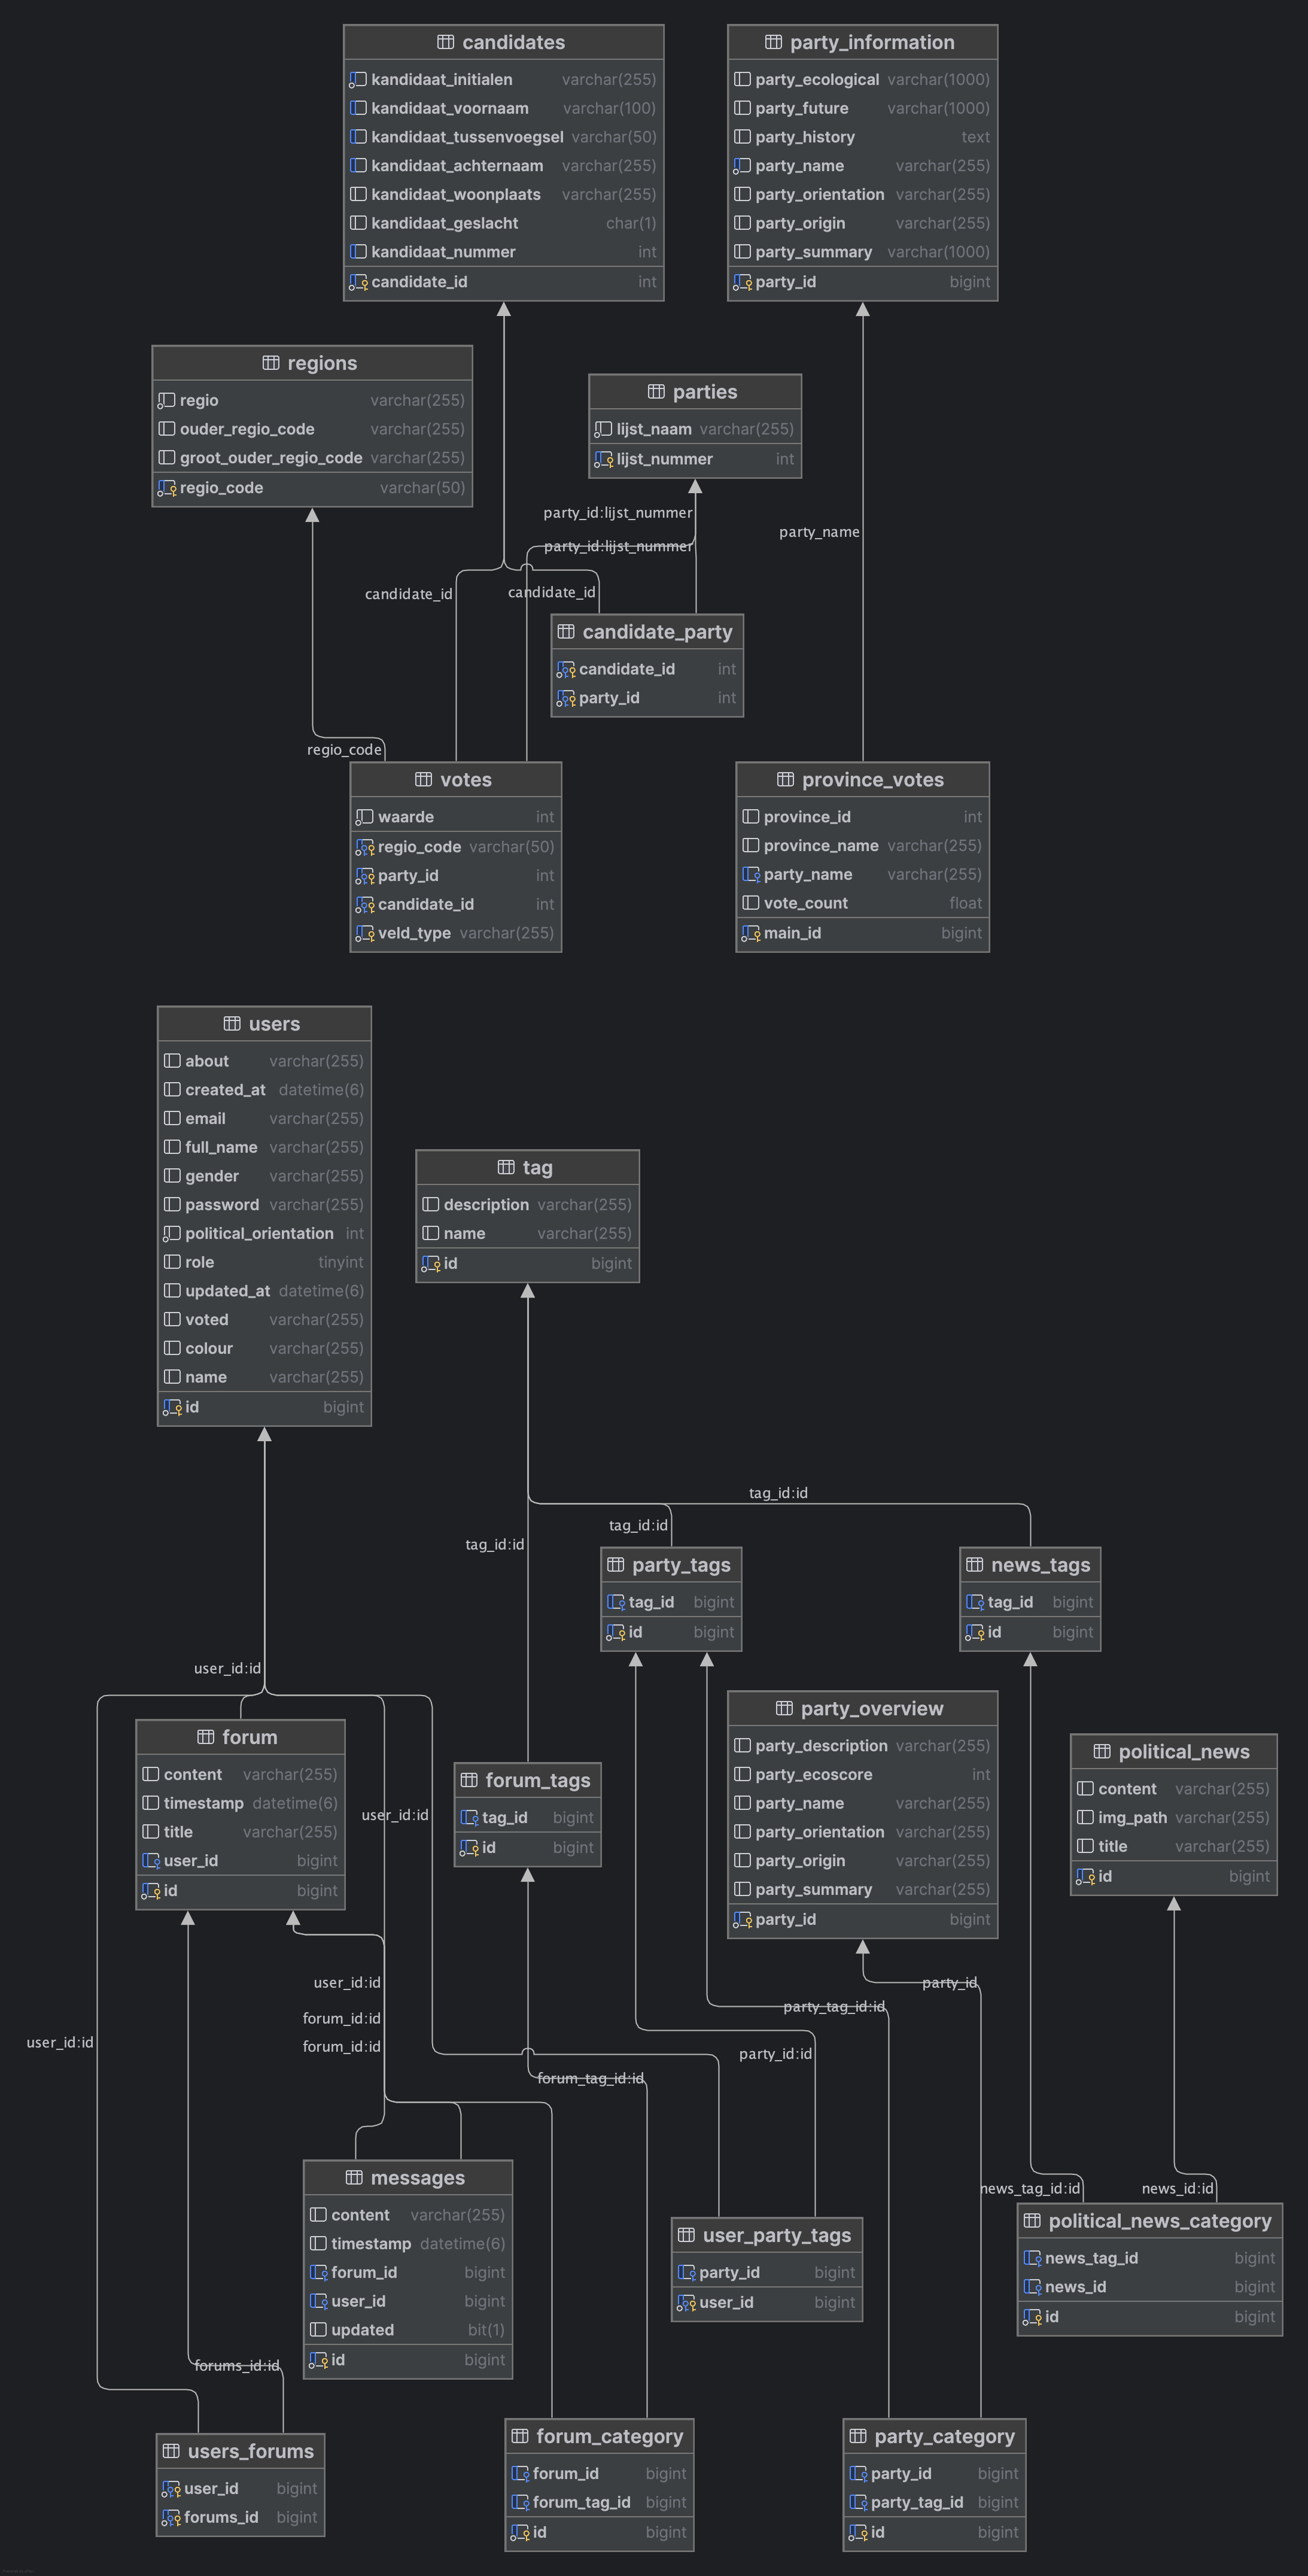 candidates
kandidaat_initialen varchar(255)
kandidaat_voornaam varchar(100)
kandidaat_tussenvoegsel varchar(50)
kandidaat_achternaam varchar(255)
kandidaat_woonplaats varchar(255)
kandidaat_geslacht char(1)
kandidaat_nummer int
candidate_id int
party_information
party_ecological varchar(1000)
party_future varchar(1000)
party_history text
party_name varchar(255)
party_orientation varchar(255)
party_origin varchar(255)
party_summary varchar(1000)
party_id bigint
regions
regio varchar(255)
ouder_regio_code varchar(255)
groot_ouder_regio_code varchar(255)
regio_code varchar(50)
parties
lijst_naam varchar(255)
lijst_nummer int
party_id:lijst_nummer
party_name
party_id:lijst_nummer
candidate_id
candidate_id
candidate_party
candidate_id int
party_id int
regio_code
votes
waarde int
regio_code varchar(50)
party_id int
candidate_id int
veld_type varchar(255)
province_votes
province_id int
province_name varchar(255)
party_name varchar(255)
vote_count float
main_id bigint
users
about varchar(255)
created_at datetime(6)
email varchar(255)
full_name varchar(255)
gender varchar(255)
password varchar(255)
political_orientation int
role tinyint
updated_at datetime(6)
voted varchar(255)
colour varchar(255)
name varchar(255)
id bigint
tag
description varchar(255)
name varchar(255)
id bigint
tag_id:id
tag_id:id
tag_id:id
party_tags
tag_id bigint
id bigint
news_tags
tag_id bigint
id bigint
user_id:id
forum
content varchar(255)
timestamp datetime(6)
title varchar(255)
user_id bigint
id bigint
user_id:id
forum_tags
tag_id bigint
id bigint
party_overview
party_description varchar(255)
party_ecoscore int
party_name varchar(255)
party_orientation varchar(255)
party_origin varchar(255)
party_summary varchar(255)
party_id bigint
political_news
content varchar(255)
img_path varchar(255)
title varchar(255)
id bigint
user_id:id
party_id
party_tag_id:id
forum_id:id
user_id:id
forum_id:id
party_id:id
forum_tag_id:id
messages
content varchar(255)
timestamp datetime(6)
forum_id bigint
user_id bigint
updated bit(1)
id bigint
news_tag_id:id
news_id:id
user_party_tags
party_id bigint
user_id bigint
political_news_category
news_tag_id bigint
news_id bigint
id bigint
forums_id:id
users_forums
user_id bigint
forums_id bigint
forum_category
forum_id bigint
forum_tag_id bigint
id bigint
party_category
party_id bigint
party_tag_id bigint
id bigint